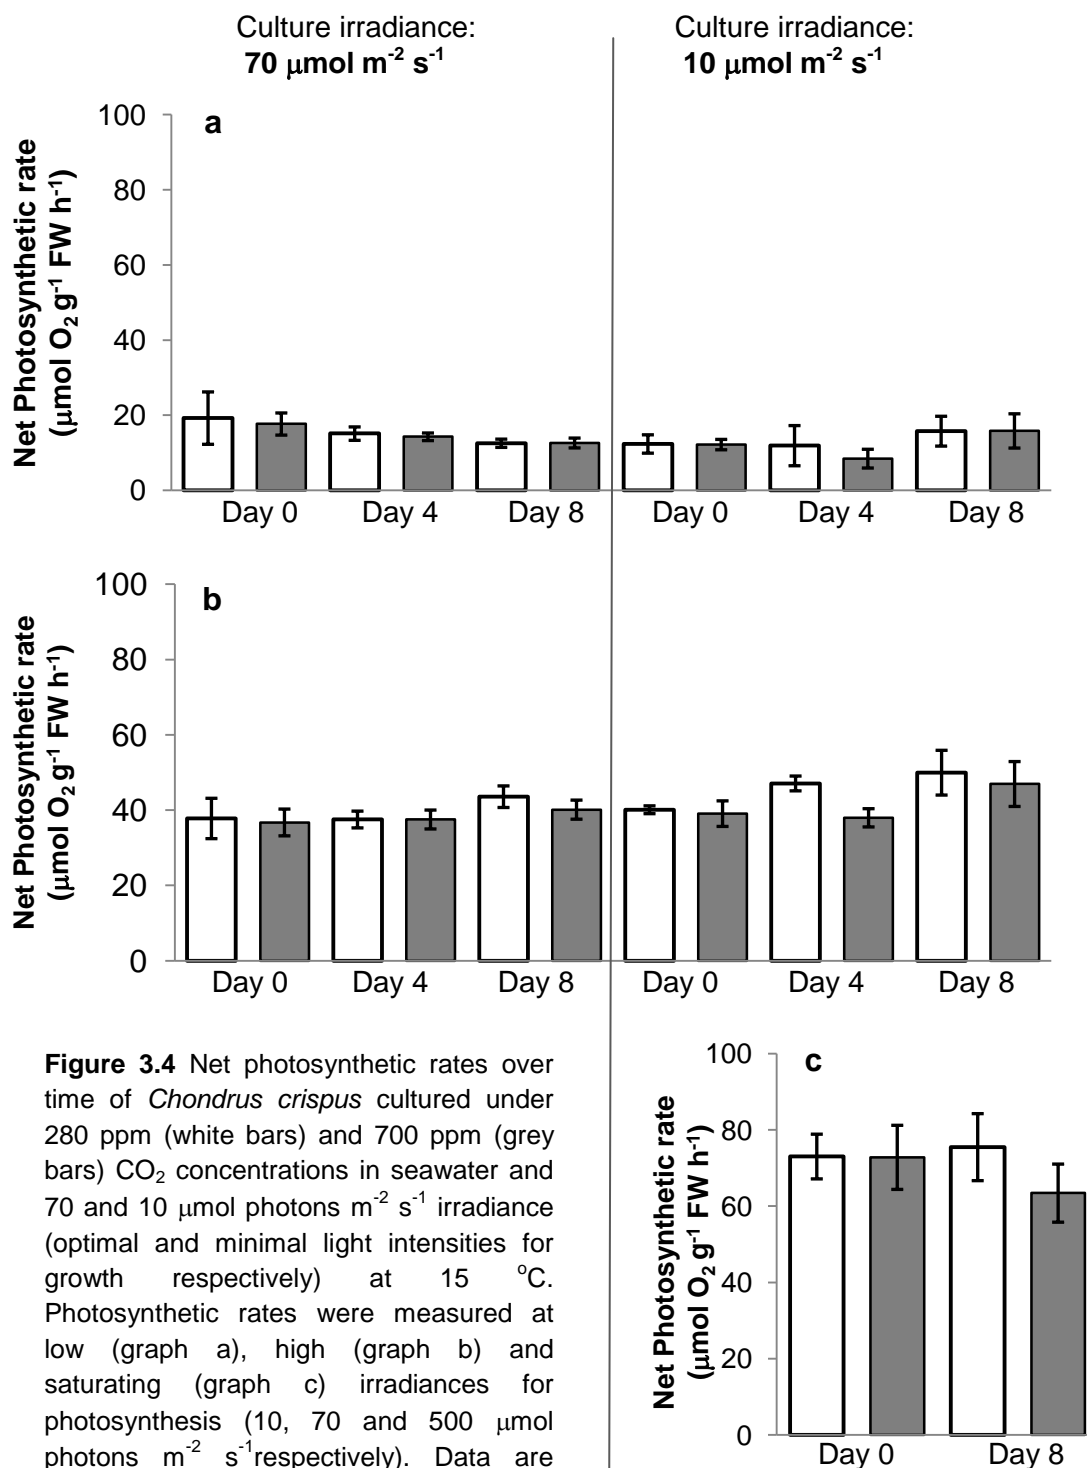 Culture irradiance:
70 μmol m-2 s-1
Culture irradiance:
10 μmol m-2 s-1
a
Net Photosynthetic rate
(μmol O2 g-1 FW h-1)
100
80
60
40
20
0
Day 0 Day 4 Day 8 Day 0 Day 4 Day 8
b
Net Photosynthetic rate
(μmol O2 g-1 FW h-1)
100
80
60
40
20
0
Day 0 Day 4 Day 8 Day 0 Day 4 Day 8
Figure 3.4 Net photosynthetic rates over
time of Chondrus crispus cultured under
280 ppm (white bars) and 700 ppm (grey
bars) CO2 concentrations in seawater and
70 and 10 μmol photons m-2 s-1 irradiance
(optimal and minimal light intensities for
growth respectively) at 15 oC.
Photosynthetic rates were measured at
low (graph a), high (graph b) and
saturating (graph c) irradiances for
photosynthesis (10, 70 and 500 μmol
photons m-2 s-1respectively). Data are
c
Net Photosynthetic rate
(μmol O2 g-1 FW h-1)
100
80
60
40
20
0
Day 0 Day 8